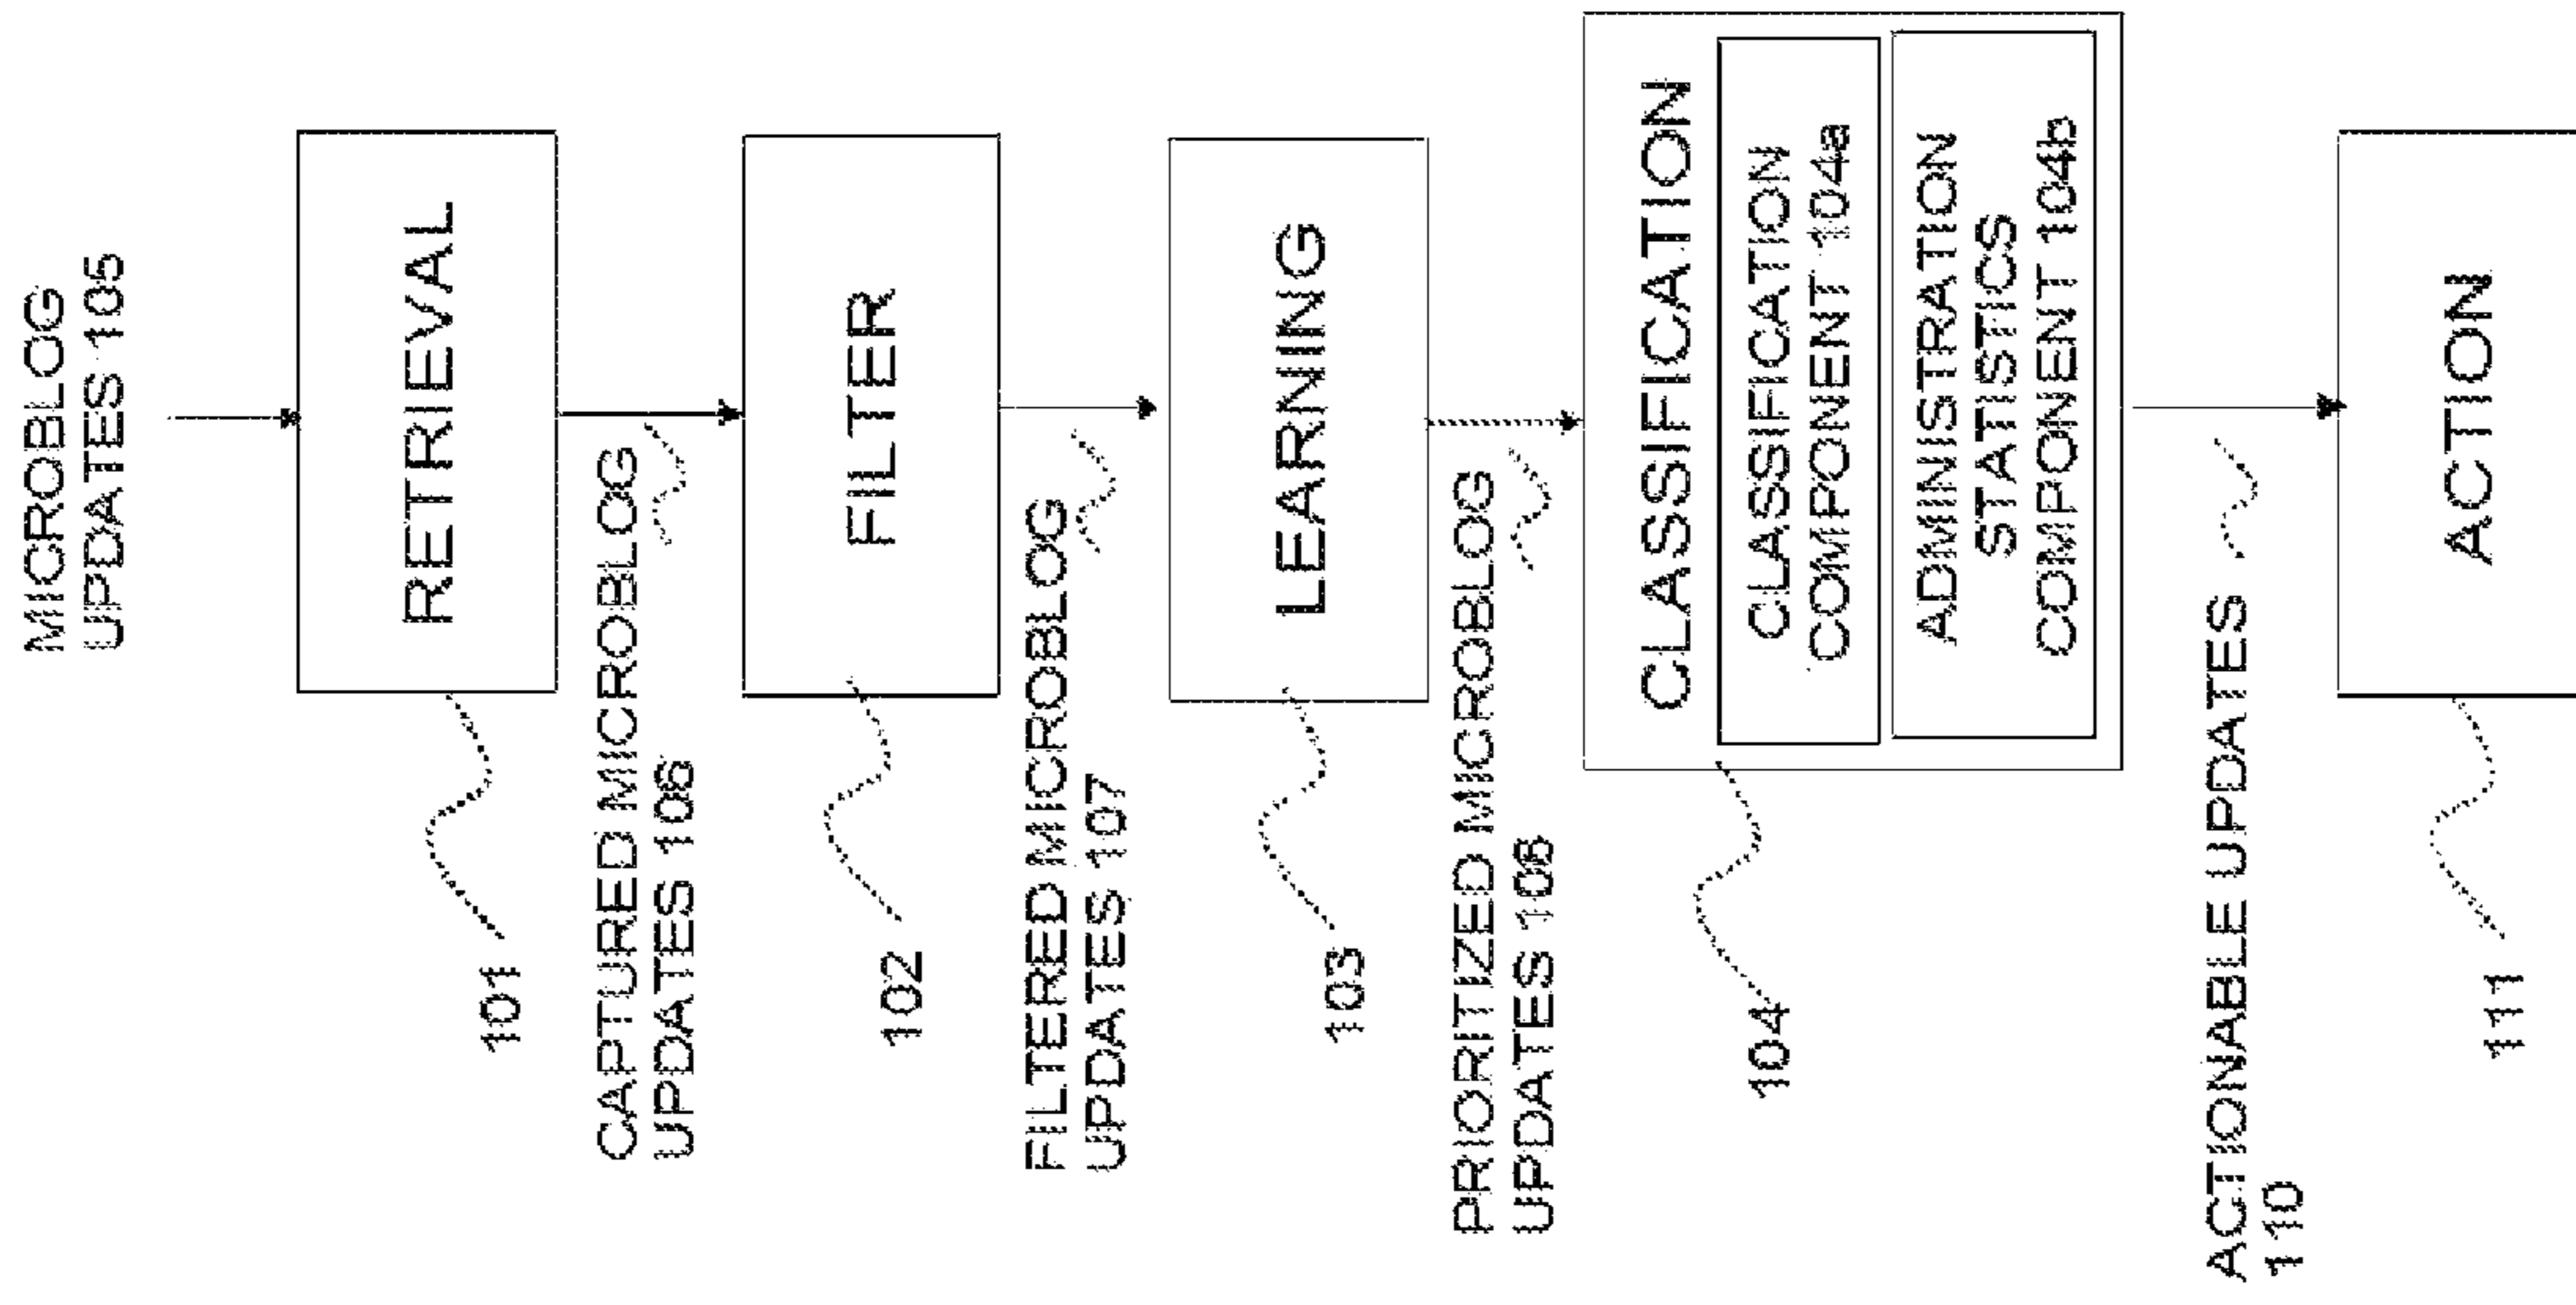 MICROBLOG
UPDATES 105
RETRIEVAL
101
CAPTURED MICROBLOG
UPDATES 106
FILTER
102
FILTERED MICROBLOG
UPDATES 107
LEARNING
103
PRIORITIZED MICROBLOG
UPDATES 108
CLASSIFICATION
CLASSIFICATION
COMPONENT 104a
ADMINISTRATION
STATISTICS
COMPONENT 104b
104
ACTIONABLE UPDATES
110
ACTION
111